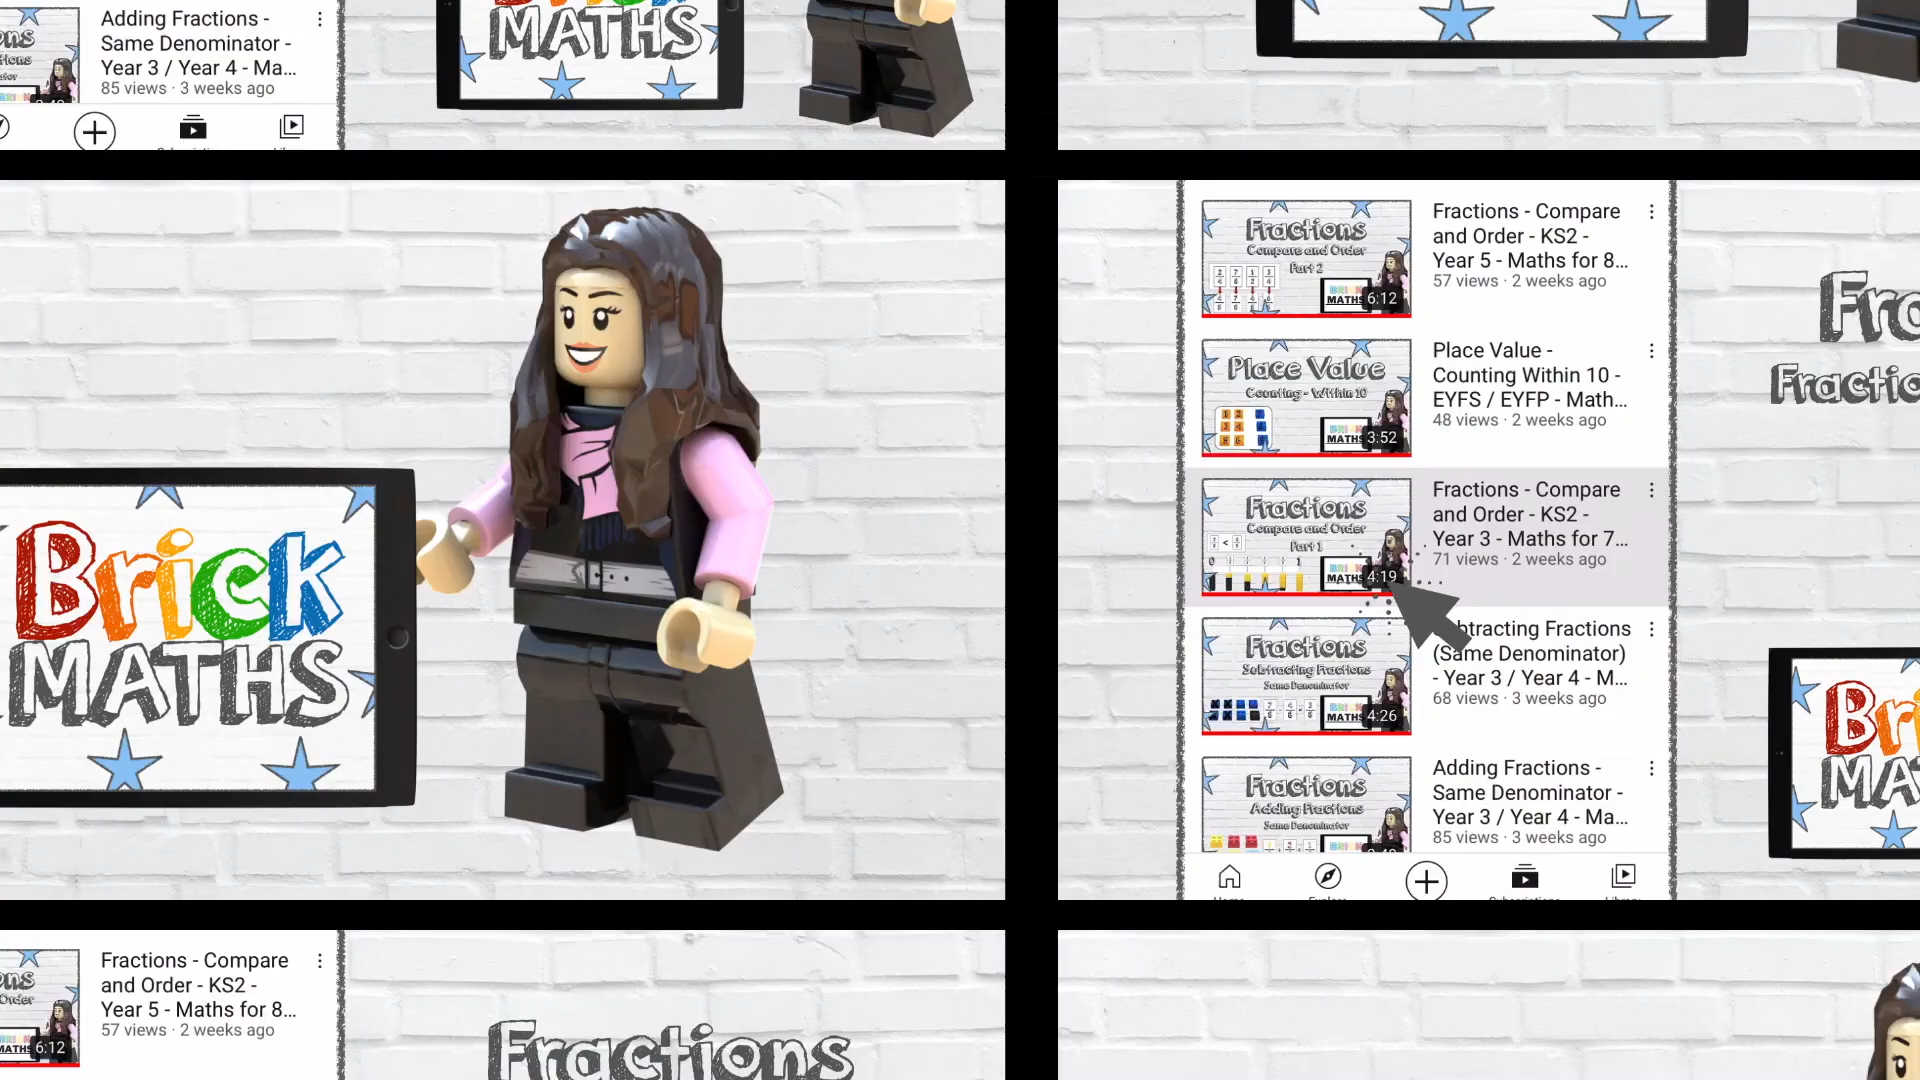 Adding Fractions -
Same Denominator -
Year 3 / Year 4 - Ma...
85 views · 3 weeks ago
MATHS
Brick
MATHS
Fractions
Compare and Order
Part 2
MATHS
6:12
Fractions - Compare
and Order - KS2 -
Year 5 - Maths for 8...
57 views · 2 weeks ago
Place Value
Counting - Within 10
MATHS
3:52
Place Value -
Counting Within 10 -
EYFS / EYFP - Math...
48 views · 2 weeks ago
Fractions
Compare and Order
Part 1
MATHS
4:19
Fractions - Compare
and Order - KS2 -
Year 3 - Maths for 7...
71 views · 2 weeks ago
Fractions
Subtracting Fractions
Same Denominator
MATHS
4:26
btracting Fractions
(Same Denominator)
- Year 3 / Year 4 - M...
68 views · 3 weeks ago
Fractions
Adding Fractions
Same Denominator
Adding Fractions -
Same Denominator -
Year 3 / Year 4 - Ma...
85 views · 3 weeks ago
Fra
Fractio
Bri
MA
6:12
Fractions - Compare
and Order - KS2 -
Year 5 - Maths for 8...
57 views · 2 weeks ago
Fractions